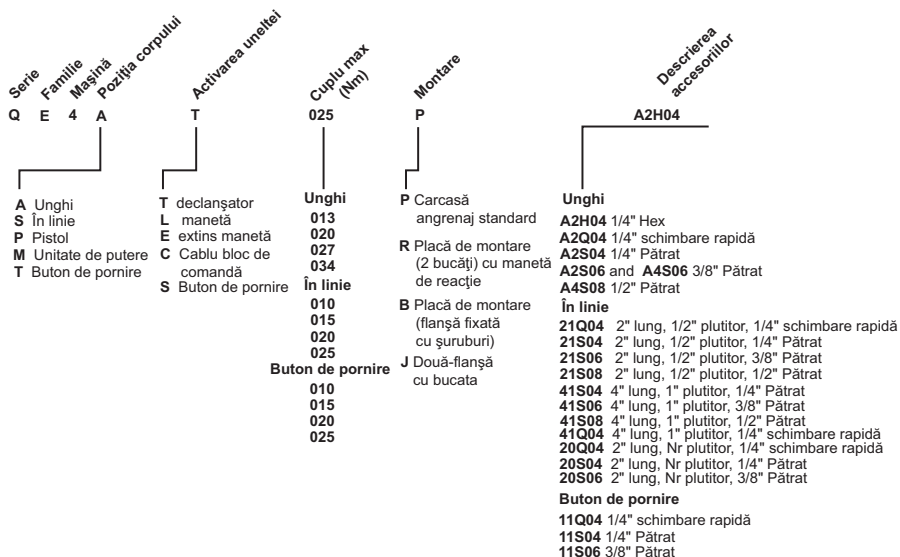 Serie
Familie
Mașină
Poziția corpului
Activarea uneltei
Cuplu max
(Nm)
Montare
Descrierea
accesoriilor
Q E 4 A T 025 P A2H04
A Unghi
S În linie
P Pistol
M Unitate de putere
T Buton de pornire
T declanșator
L manetă
E extins manetă
C Cablu bloc de
comandă
S Buton de pornire
Unghi
013
020
027
034
În linie
010
015
020
025
Buton de pornire
010
015
020
025
P Carcasă
angrenaj standard
R Placă de montare
(2 bucăți) cu manetă
de reacție
B Placă de montare
(flanșă fixată
cu șuruburi)
J Două-flanșă
cu bucata
Unghi
A2H04 1/4" Hex
A2Q04 1/4" schimbare rapidă
A2S04 1/4" Pătrat
A2S06 and A4S06 3/8" Pătrat
A4S08 1/2" Pătrat
În linie
21Q04 2" lung, 1/2" plutitor, 1/4" schimbare rapidă
21S04 2" lung, 1/2" plutitor, 1/4" Pătrat
21S06 2" lung, 1/2" plutitor, 3/8" Pătrat
21S08 2" lung, 1/2" plutitor, 1/2" Pătrat
41S04 4" lung, 1" plutitor, 1/4" Pătrat
41S06 4" lung, 1" plutitor, 3/8" Pătrat
41S08 4" lung, 1" plutitor, 1/2" Pătrat
41Q04 4" lung, 1" plutitor, 1/4" schimbare rapidă
20Q04 2" lung, Nr plutitor, 1/4" schimbare rapidă
20S04 2" lung, Nr plutitor, 1/4" Pătrat
20S06 2" lung, Nr plutitor, 3/8" Pătrat
Buton de pornire
11Q04 1/4" schimbare rapidă
11S04 1/4" Pătrat
11S06 3/8" Pătrat